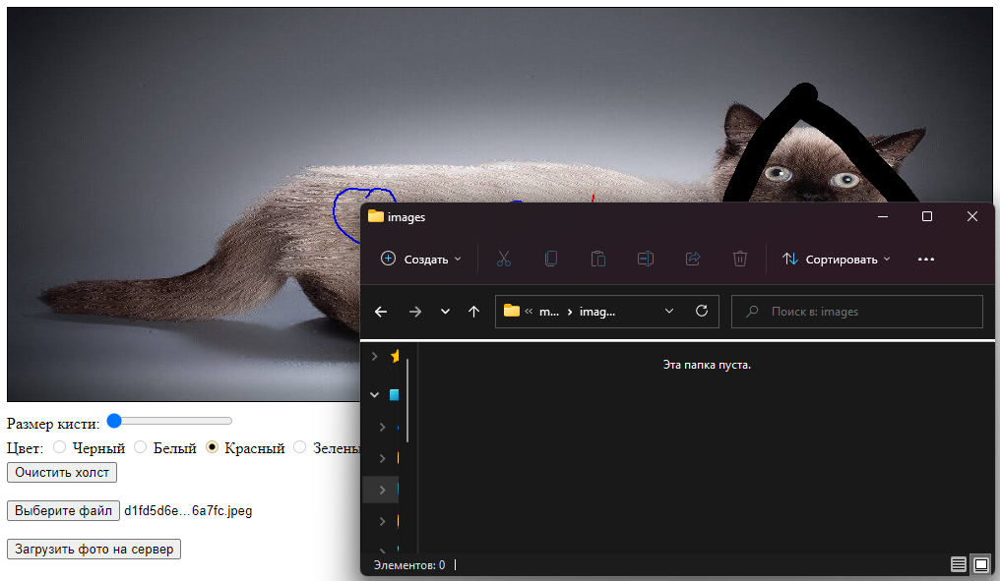 images
Создать
Сортировать
m...
imag...
Поиск в: images
Эта папка пуста.
Элементов: 0
Размер кисти:
Цвет: Черный Белый Красный
Очистить холст
Выберите файл d1fd5d6e...6a7fc.jpeg
Загрузить фото на сервер